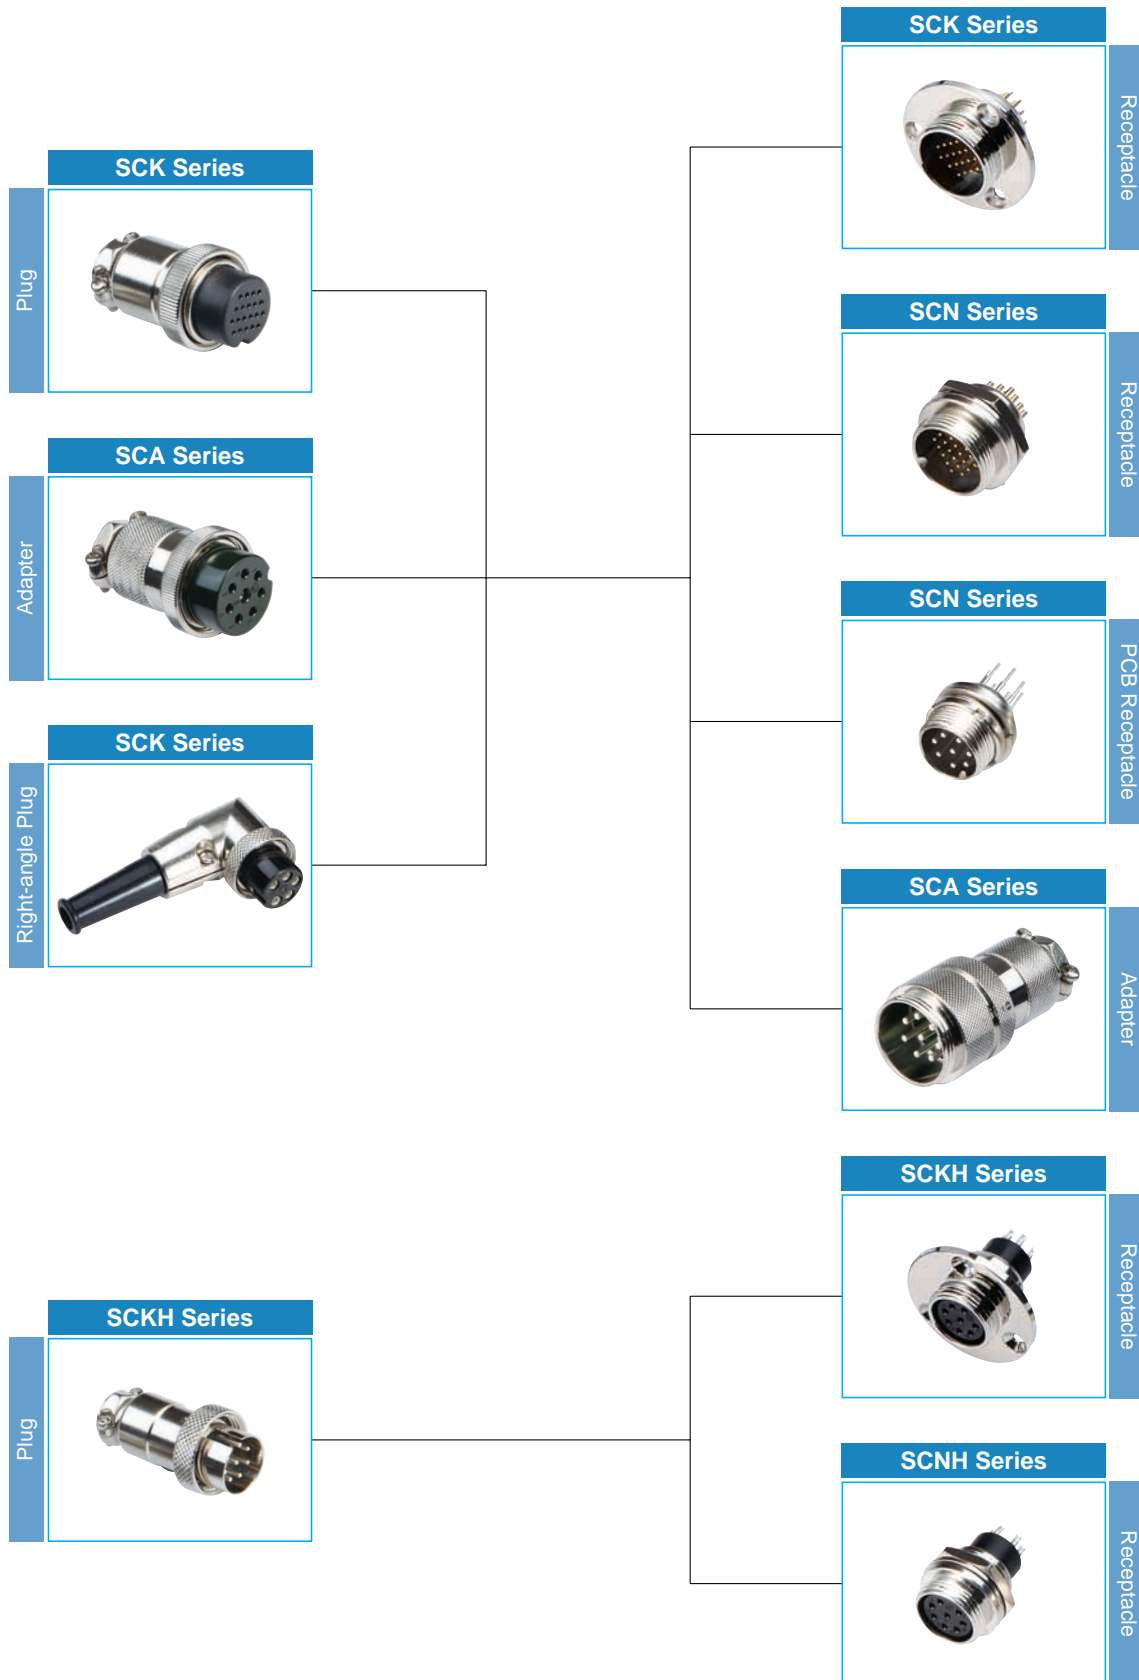 SCK Series
Receptacle
SCK Series
Plug
SCN Series
Receptacle
SCA Series
Adapter
SCN Series
PCB Receptacle
SCK Series
Right-angle Plug
SCA Series
Adapter
SCKH Series
Receptacle
SCKH Series
Plug
SCNH Series
Receptacle